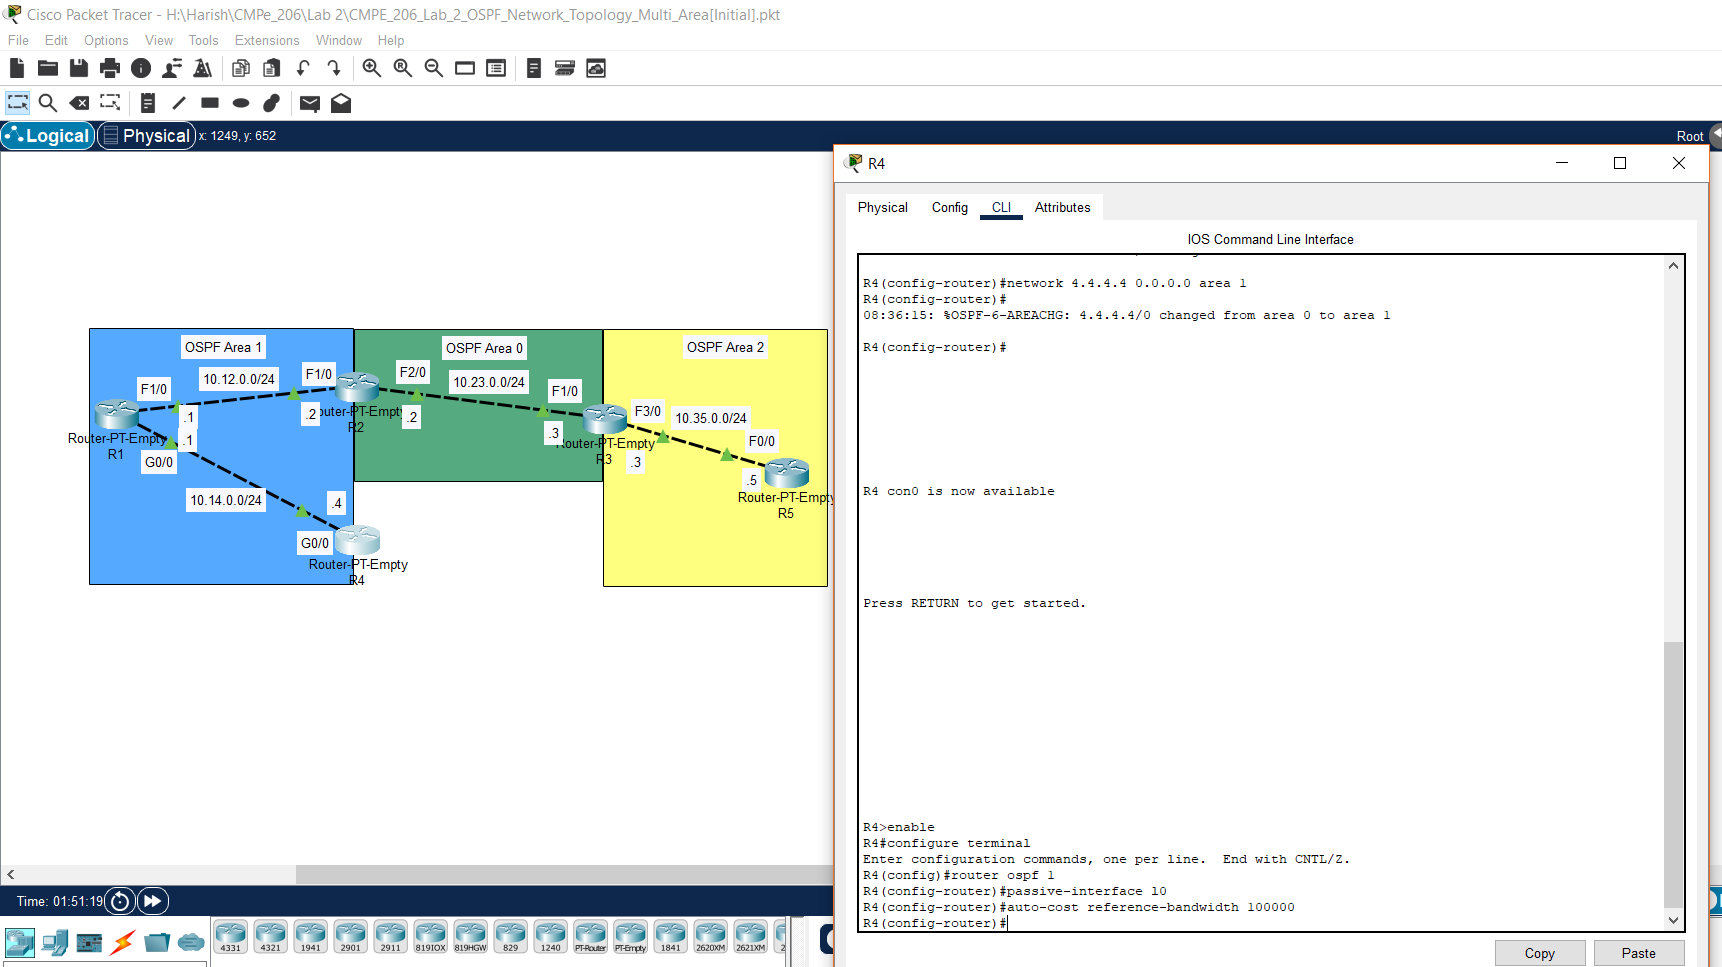 Cisco Packet Tracer - H:\Harish\CMPe_206\Lab 2\CMPE_206_Lab_2_OSPF_Network_Topology_Multi_Area[Initial].pkt
File Edit Options View Tools Extensions Window Help
Logical Physical x: 1249, y: 652
Root
OSPF Area 1
OSPF Area 0
OSPF Area 2
F1/0
10.12.0.0/24
F1/0
F2/0
10.23.0.0/24
F1/0
F3/0
10.35.0.0/24
F0/0
.1
.2
.2
.3
.3
.5
.1
Router-PT-Empty
R1
outer-PT-Empty
R2
outer-PT-Empty
R3
Router-PT-Empty
R5
G0/0
10.14.0.0/24
.4
G0/0
Router-PT-Empty
R4
Time: 01:51:19
4331 4321 1941 2901 2911 819IOX 819HGW 829 1240 PT-Router PT-Empty 1841 2620XM 2621XM 2
R4
Physical Config CLI Attributes
IOS Command Line Interface
R4(config-router)#network 4.4.4.4 0.0.0.0 area 1
R4(config-router)#
08:36:15: %OSPF-6-AREACHG: 4.4.4.4/0 changed from area 0 to area 1
R4(config-router)#
R4 con0 is now available
Press RETURN to get started.
R4>enable
R4#configure terminal
Enter configuration commands, one per line.  End with CNTL/Z.
R4(config)#router ospf 1
R4(config-router)#passive-interface l0
R4(config-router)#auto-cost reference-bandwidth 100000
R4(config-router)#
Copy Paste